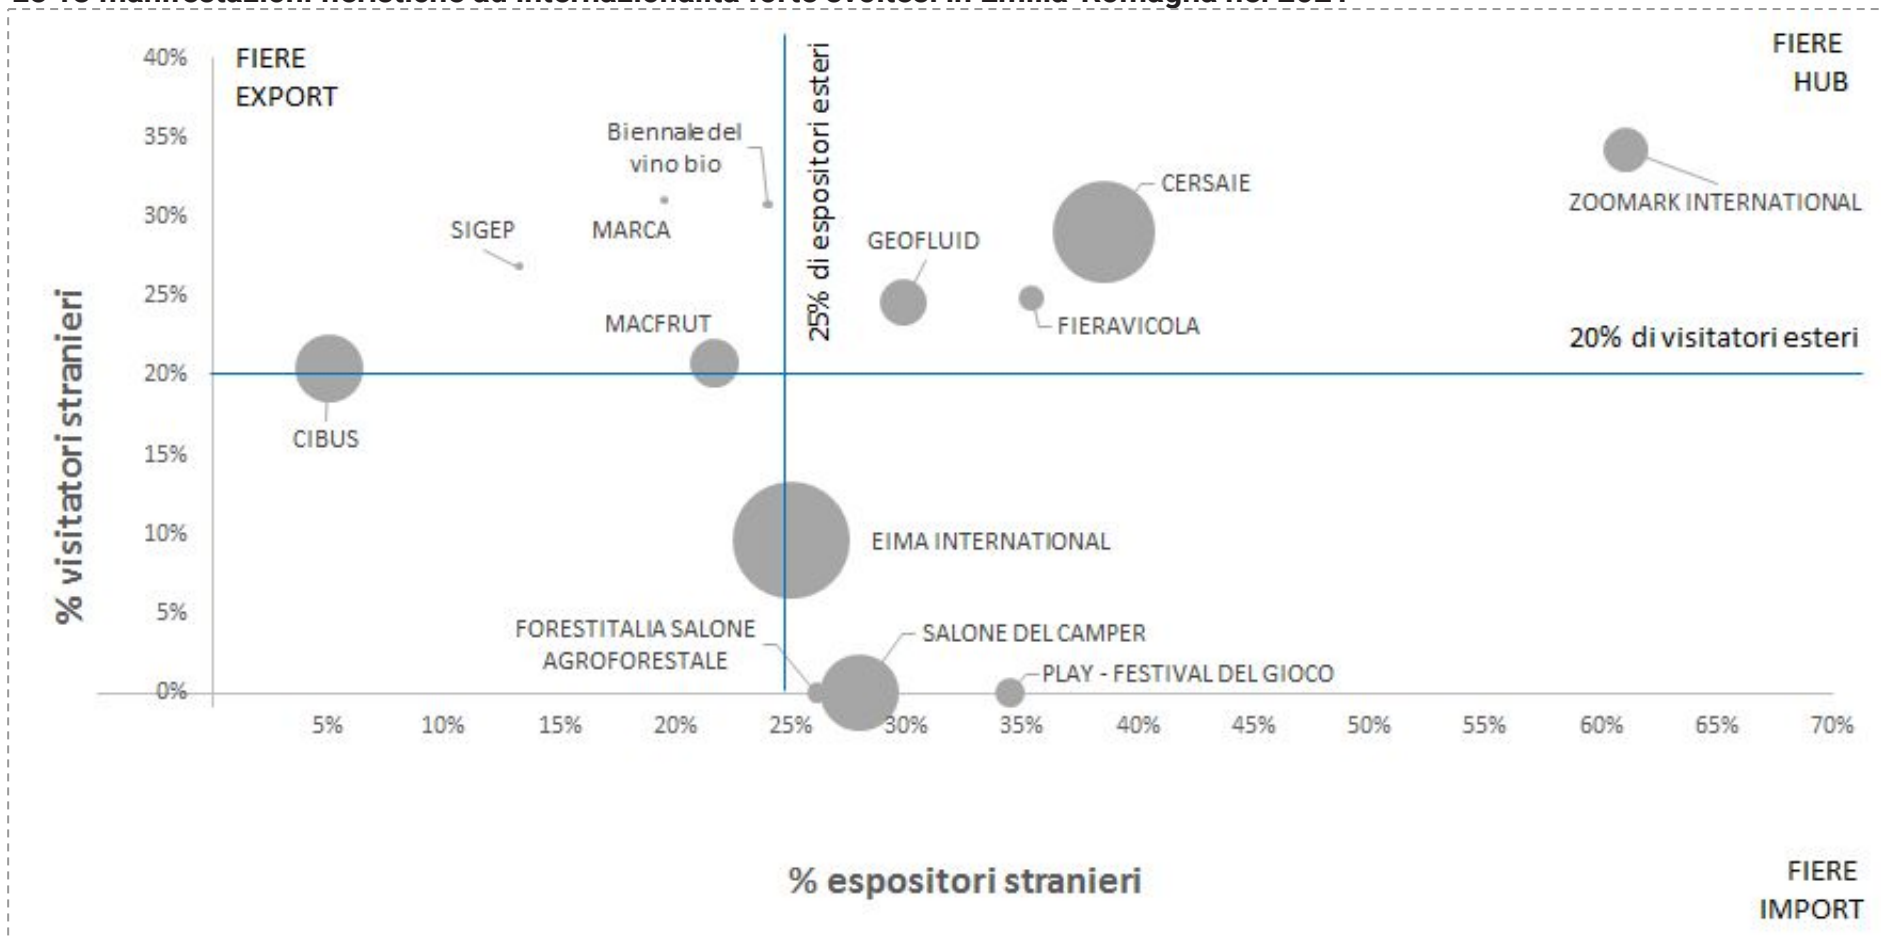 FIERE
EXPORT
FIERE
HUB
40%
35%
30%
25%
20%
15%
10%
5%
0%
% visitatori stranieri
25% di espositori esteri
20% di visitatori esteri
Biennale del
vino bio
SIGEP
MARCA
MACFRUT
CIBUS
CERSAIE
GEOFLUID
FIERAVICOLA
ZOOMARK INTERNATIONAL
EIMA INTERNATIONAL
FORESTITALIA SALONE
AGROFORESTALE
SALONE DEL CAMPER
PLAY - FESTIVAL DEL GIOCO
5% 10% 15% 20% 25% 30% 35% 40% 45% 50% 55% 60% 65% 70%
% espositori stranieri
FIERE
IMPORT